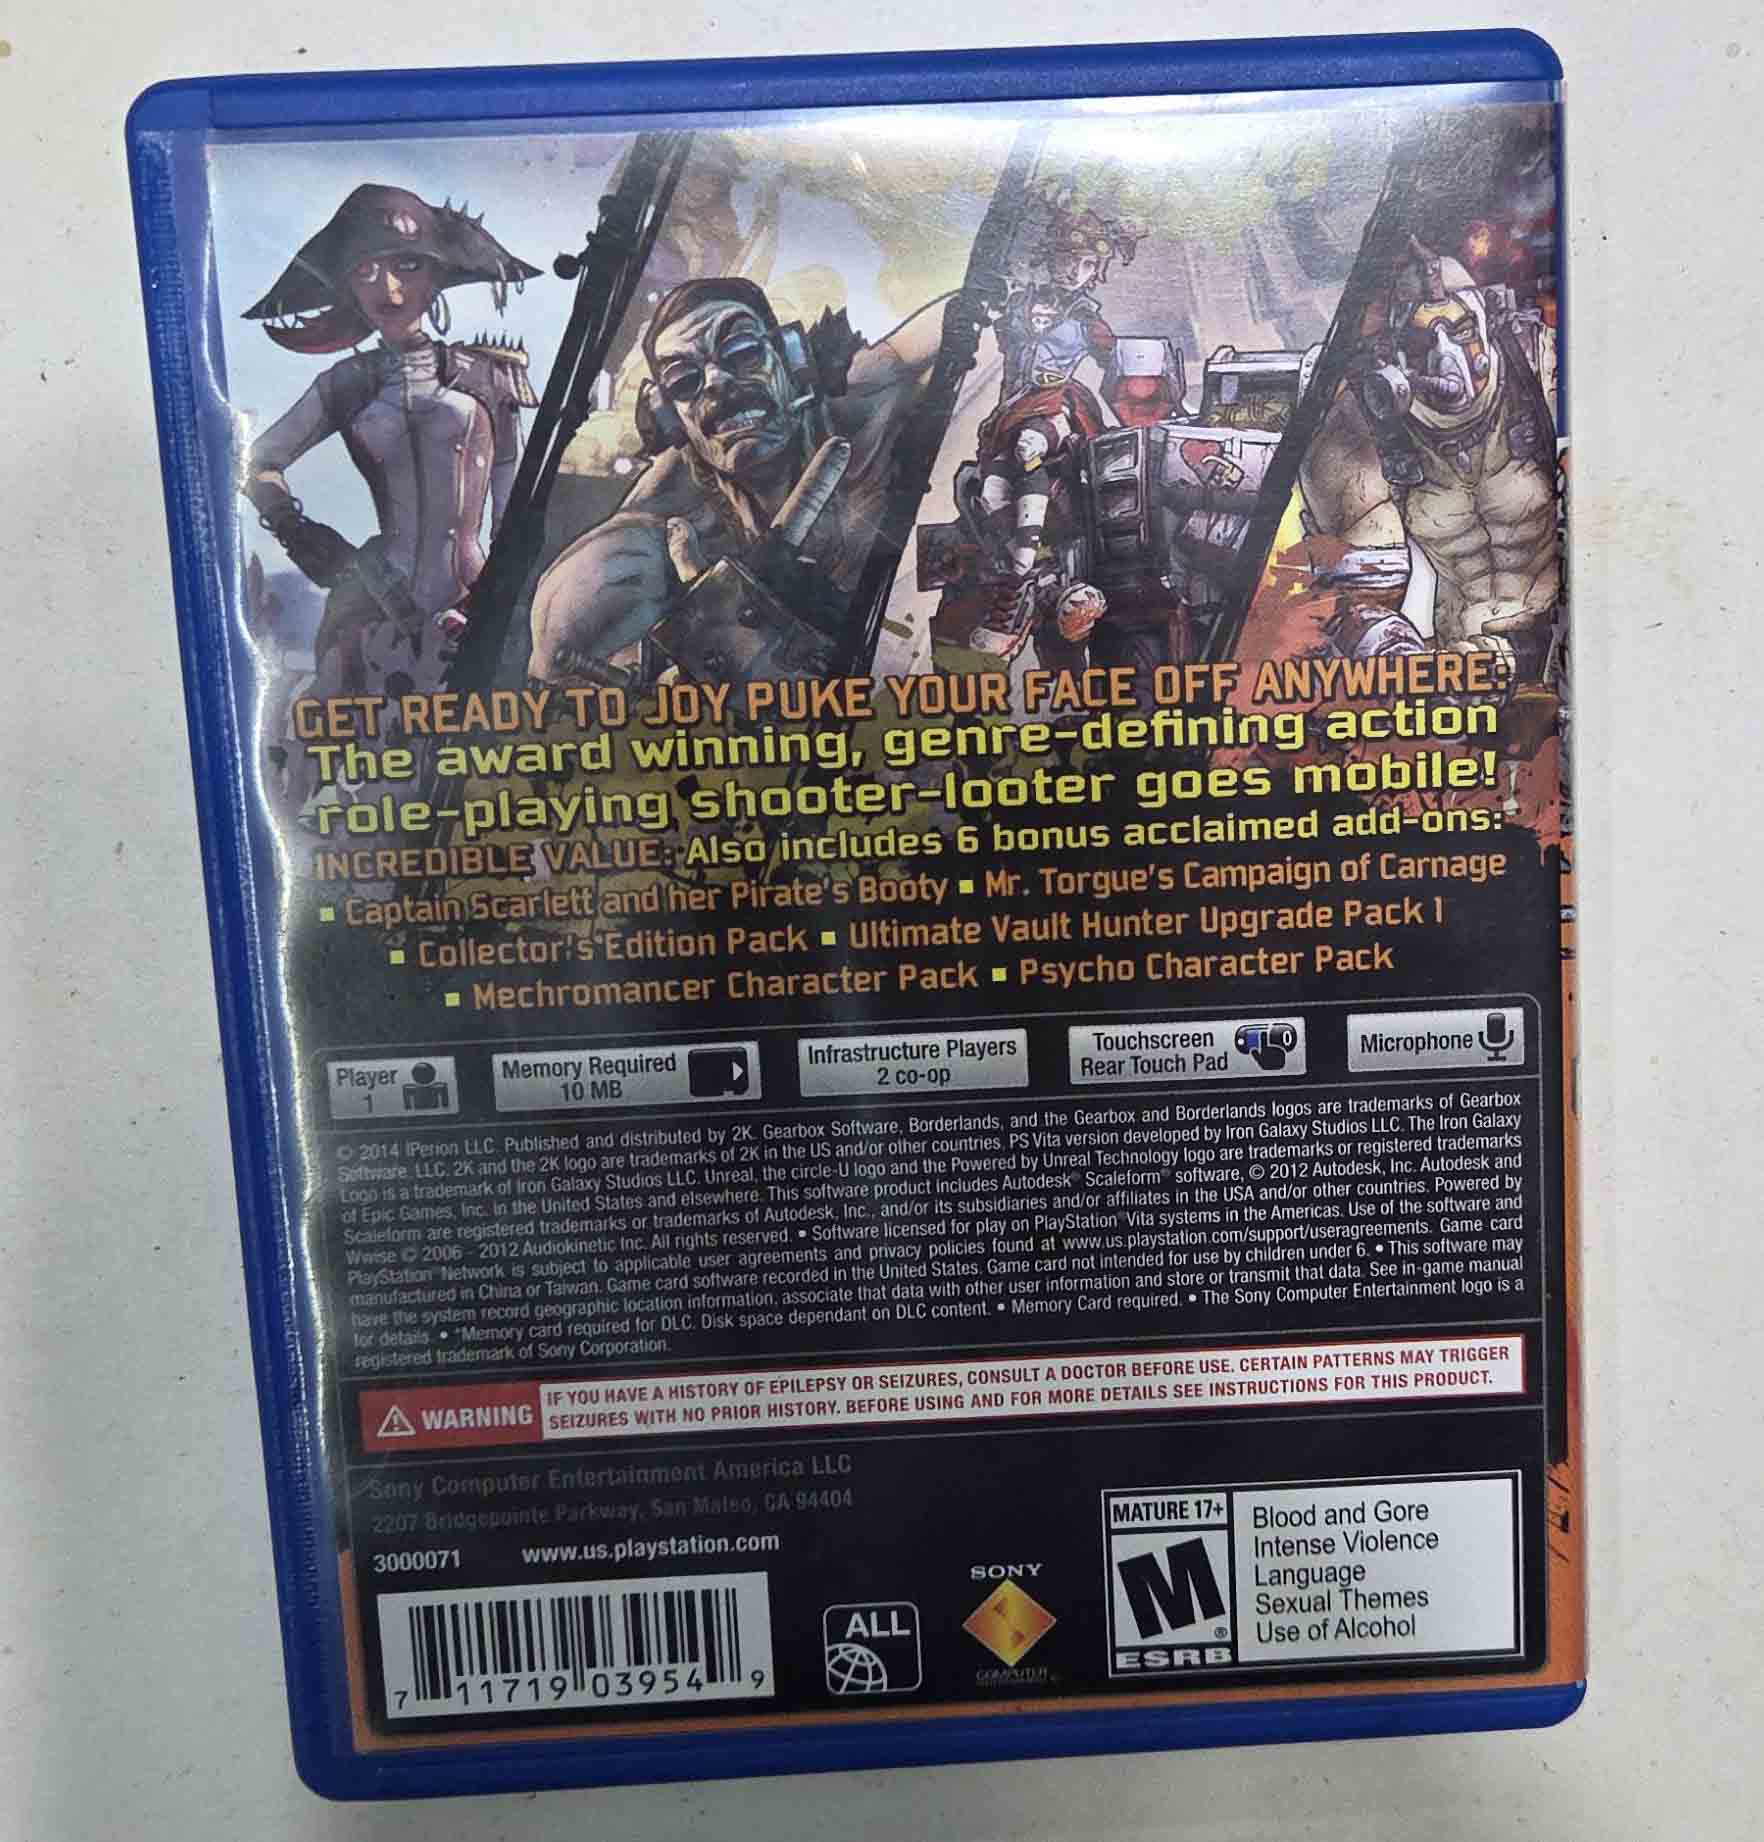 GET READY TO JOY PUKE YOUR FACE OFF ANYWHERE:
The award winning, genre-defining action
role-playing shooter-looter goes mobile!
INCREDIBLE VALUE: Also includes 6 bonus acclaimed add-ons:
▪ Captain Scarlett and her Pirate's Booty ▪ Mr. Torgue's Campaign of Carnage
▪ Collector's Edition Pack ▪ Ultimate Vault Hunter Upgrade Pack 1
▪ Mechromancer Character Pack ▪ Psycho Character Pack
Player
1
Memory Required
10 MB
Infrastructure Players
2 co-op
Touchscreen
Rear Touch Pad
Microphone
© 2014 IPerion LLC. Published and distributed by 2K. Gearbox Software, Borderlands, and the Gearbox and Borderlands logos are trademarks of Gearbox
Software, LLC. 2K and the 2K logo are trademarks of 2K in the US and/or other countries. PS Vita version developed by Iron Galaxy Studios LLC. The Iron Galaxy
Logo is a trademark of Iron Galaxy Studios LLC. Unreal, the circle-U logo and the Powered by Unreal Technology logo are trademarks or registered trademarks
of Epic Games, Inc. in the United States and elsewhere. This software product includes Autodesk® Scaleform® software, © 2012 Autodesk, Inc. Autodesk and
Scaleform are registered trademarks or trademarks of Autodesk, Inc., and/or its subsidiaries and/or affiliates in the USA and/or other countries. Powered by
Wwise © 2006 - 2012 Audiokinetic Inc. All rights reserved. • Software licensed for play on PlayStation®Vita systems in the Americas. Use of the software and
PlayStation®Network is subject to applicable user agreements and privacy policies found at www.us.playstation.com/support/useragreements. Game card
manufactured in China or Taiwan. Game card software recorded in the United States. Game card not intended for use by children under 6. • This software may
have the system record geographic location information, associate that data with other user information and store or transmit that data. See in-game manual
for details. • *Memory card required for DLC. Disk space dependant on DLC content. • Memory Card required. • The Sony Computer Entertainment logo is a
registered trademark of Sony Corporation.
WARNING
IF YOU HAVE A HISTORY OF EPILEPSY OR SEIZURES, CONSULT A DOCTOR BEFORE USE. CERTAIN PATTERNS MAY TRIGGER
SEIZURES WITH NO PRIOR HISTORY. BEFORE USING AND FOR MORE DETAILS SEE INSTRUCTIONS FOR THIS PRODUCT.
Sony Computer Entertainment America LLC
2207 Bridgepointe Parkway, San Mateo, CA 94404
3000071 www.us.playstation.com
7 11719 03954 9
ALL
SONY
COMPUTER
MATURE 17+
M
®
ESRB
Blood and Gore
Intense Violence
Language
Sexual Themes
Use of Alcohol